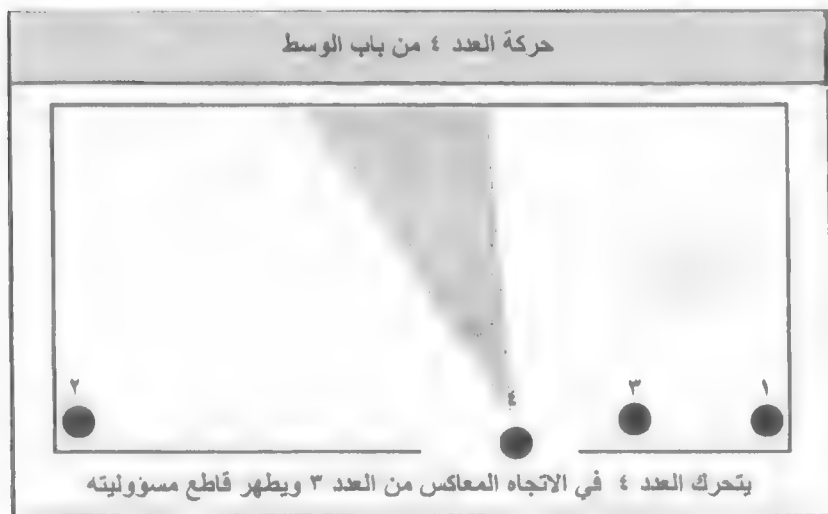 حركة العدد ٤ من باب الوسط
٢
٤
٣
١
يتحرك العدد ٤ في الاتجاه المعاكس من العدد ٣ ويطهر قاطع مسؤوليته